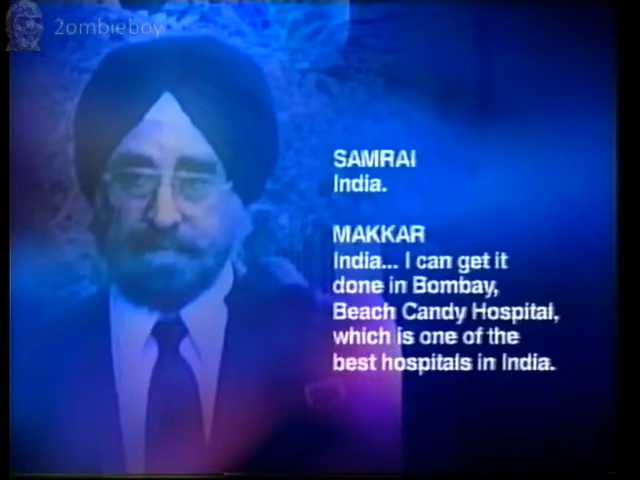 2ombieboy
SAMRAI
India.
MAKKAR
India... I can get it
done in Bombay,
Beach Candy Hospital,
which is one of the
best hospitals in India.